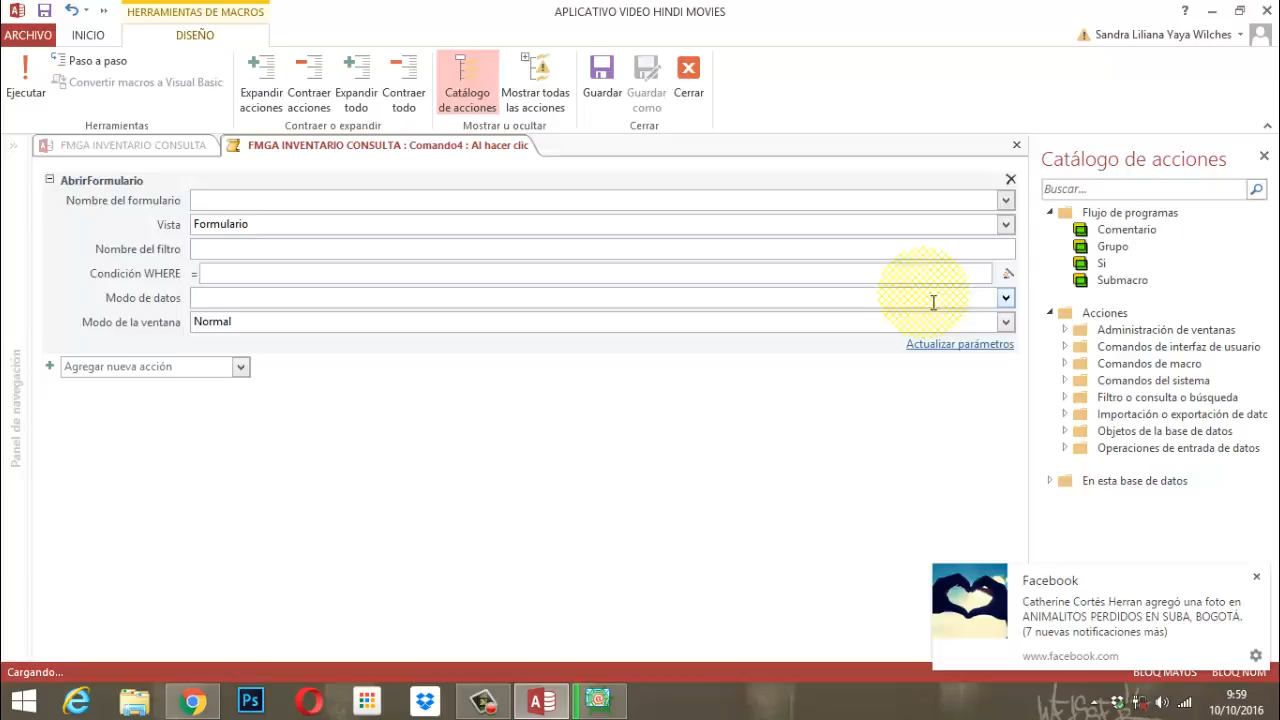 HERRAMIENTAS DE MACROS
APLICATIVO VIDEO HINDI MOVIES
?
ARCHIVO
INICIO
DISEÑO
Sandra Liliana Yaya Wilches
Ejecutar
Paso a paso
Convertir macros a Visual Basic
Herramientas
Expandir
acciones
Contraer
acciones
Expandir
todo
Contraer
todo
Contraer o expandir
Catálogo
de acciones
Mostrar todas
las acciones
Mostrar u ocultar
Guardar
Guardar
como
Cerrar
Cerrar
FMGA INVENTARIO CONSULTA
FMGA INVENTARIO CONSULTA : Comando4 : Al hacer clic
Panel de navegación
AbrirFormulario
Nombre del formulario
Vista Formulario
Nombre del filtro
Condición WHERE =
Modo de datos
Modo de la ventana Normal
Actualizar parámetros
Agregar nueva acción
Catálogo de acciones
Buscar...
Flujo de programas
Comentario
Grupo
Si
Submacro
Acciones
Administración de ventanas
Comandos de interfaz de usuario
Comandos de macro
Comandos del sistema
Filtro o consulta o búsqueda
Importación o exportación de datc
Objetos de la base de datos
Operaciones de entrada de datos
En esta base de datos
Facebook
Catherine Cortés Herran agregó una foto en
ANIMALITOS PERDIDOS EN SUBA, BOGOTÁ.
(7 nuevas notificaciones más)
www.facebook.com
Cargando...
BLOQ MAYÚS
BLOQ NÚM
Ps
9:59
10/10/2016